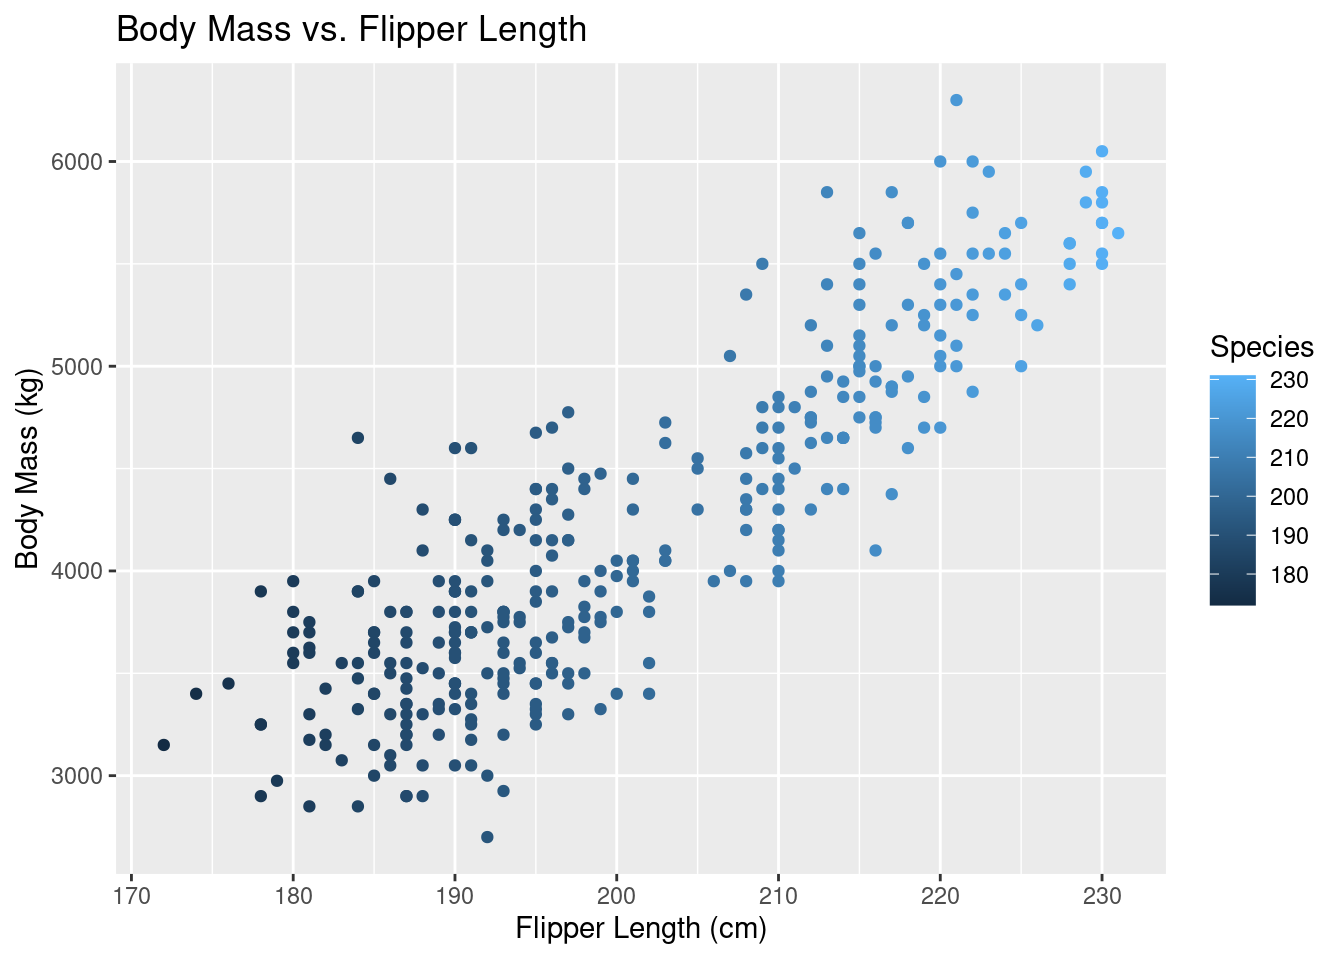 Body Mass vs. Flipper Length
6000
5000
4000
3000
Body Mass (kg)
170 180 190 200 210 220 230
Flipper Length (cm)
Species
230
220
210
200
190
180